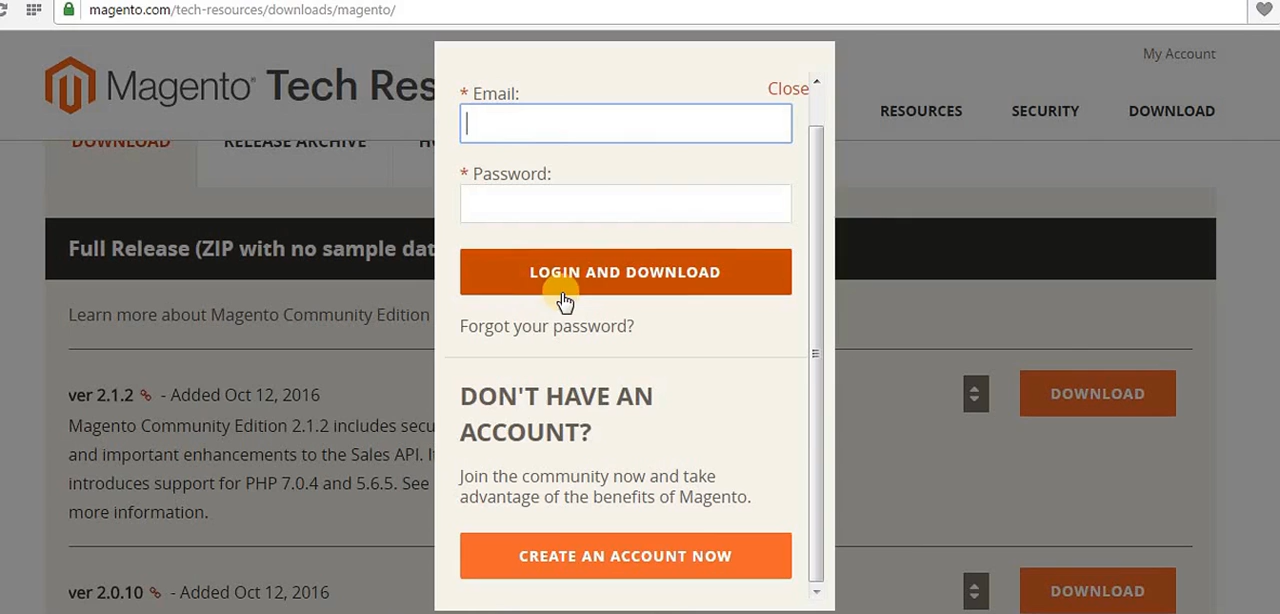 magento.com/tech-resources/downloads/magento/
Magento® Tech Res
My Account
RESOURCES
SECURITY
DOWNLOAD
DOWNLOAD
RELEASE ARCHIVE
Full Release (ZIP with no sample dat
Learn more about Magento Community Edition
ver 2.1.2 - Added Oct 12, 2016
DOWNLOAD
Magento Community Edition 2.1.2 includes secu
and important enhancements to the Sales API. I
introduces support for PHP 7.0.4 and 5.6.5. See
more information.
ver 2.0.10 - Added Oct 12, 2016
DOWNLOAD
Close
* Email:
* Password:
LOGIN AND DOWNLOAD
Forgot your password?
DON'T HAVE AN
ACCOUNT?
Join the community now and take
advantage of the benefits of Magento.
CREATE AN ACCOUNT NOW